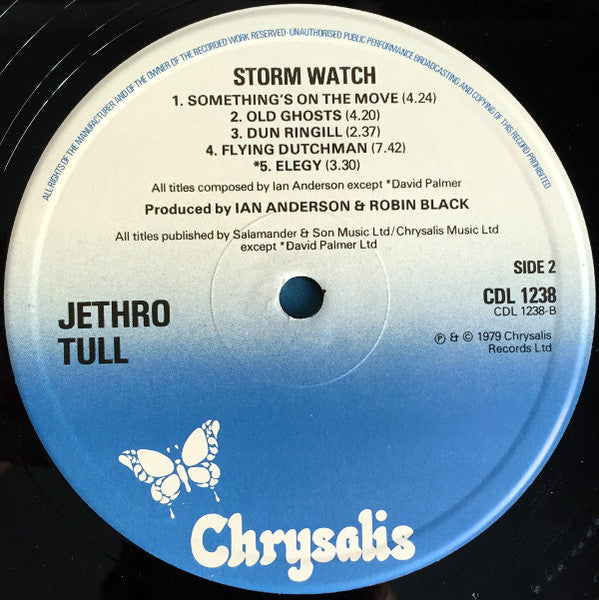 ALL RIGHTS OF THE MANUFACTURER AND OF THE OWNER OF THE RECORDED WORK RESERVED · UNAUTHORISED PUBLIC PERFORMANCE BROADCASTING AND COPYING OF THIS RECORD PROHIBITED
STORM WATCH
1. SOMETHING'S ON THE MOVE (4.24)
2. OLD GHOSTS (4.20)
3. DUN RINGILL (2.37)
4. FLYING DUTCHMAN (7.42)
*5. ELEGY (3.30)
All titles composed by Ian Anderson except *David Palmer
Produced by IAN ANDERSON & ROBIN BLACK
All titles published by Salamander & Son Music Ltd/Chrysalis Music Ltd
except *David Palmer Ltd
SIDE 2
CDL 1238
CDL 1238-B
JETHRO
TULL
℗ & © 1979 Chrysalis
Records Ltd
Chrysalis